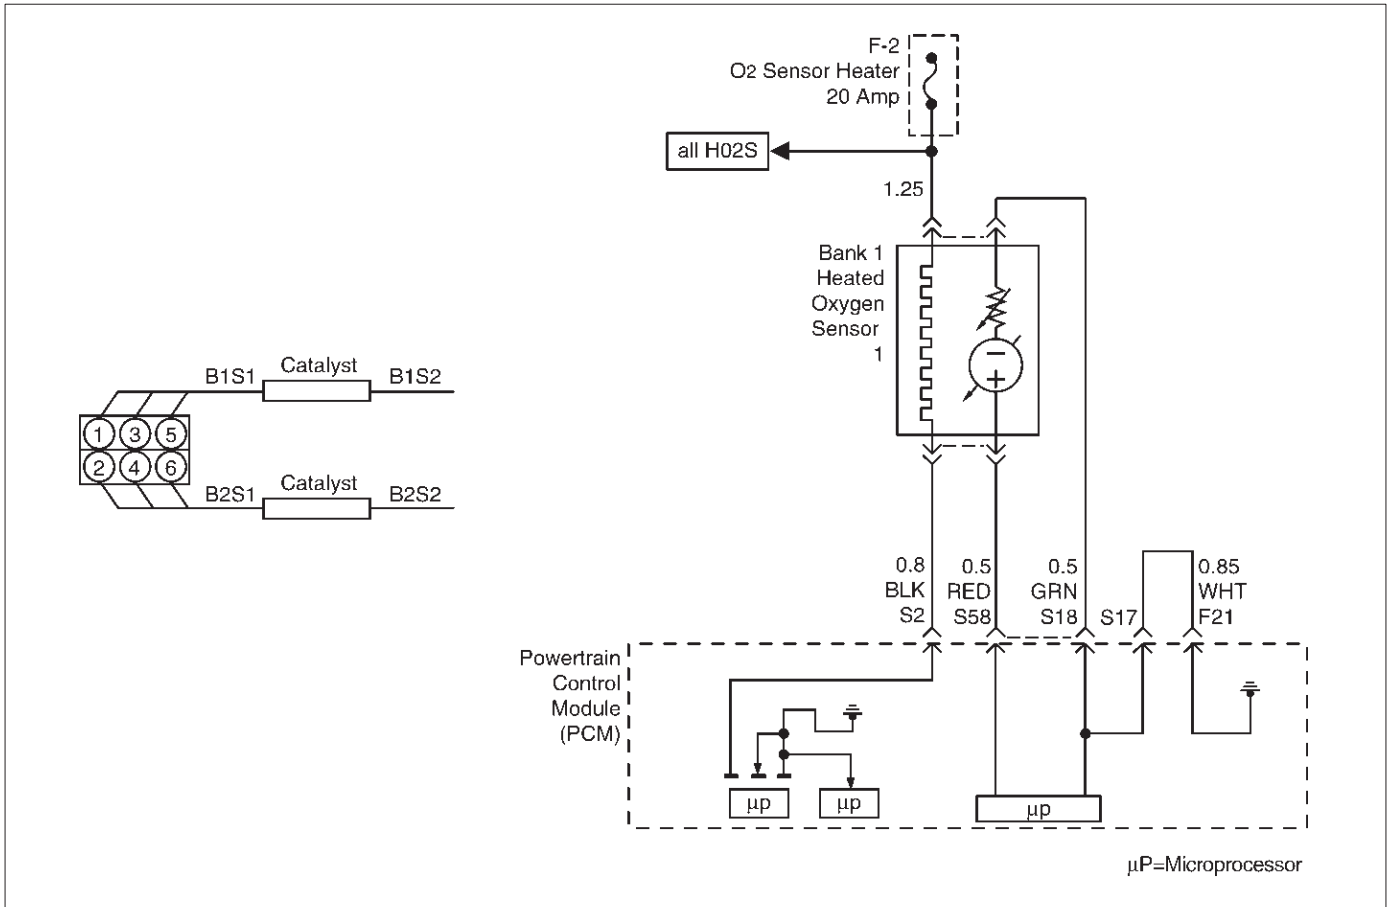 F-2
O2 Sensor Heater
20 Amp
all H02S
1.25
Bank 1
Heated
Oxygen
Sensor
1
−
+
Catalyst
B1S1
B1S2
1 3 5
2 4 6
Catalyst
B2S1
B2S2
0.8
BLK
S2
0.5
RED
S58
0.5
GRN
S18
S17
0.85
WHT
F21
Powertrain
Control
Module
(PCM)
µp
µp
µp
µP=Microprocessor